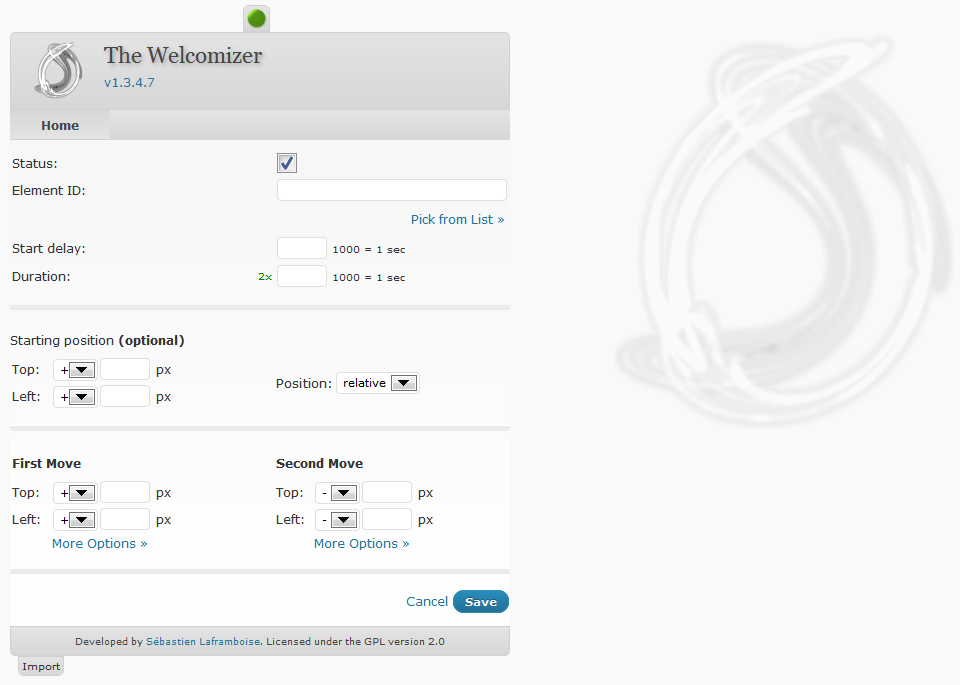 The Welcomizer
v1.3.4.7
Home
Status:
Element ID:
Pick from List »
Start delay: 1000 = 1 sec
Duration: 2x 1000 = 1 sec
Starting position (optional)
Top: + px
Left: + px
Position: relative
First Move Second Move
Top: + px Top: - px
Left: + px Left: - px
More Options » More Options »
Cancel Save
Developed by Sébastien Laframboise. Licensed under the GPL version 2.0
Import